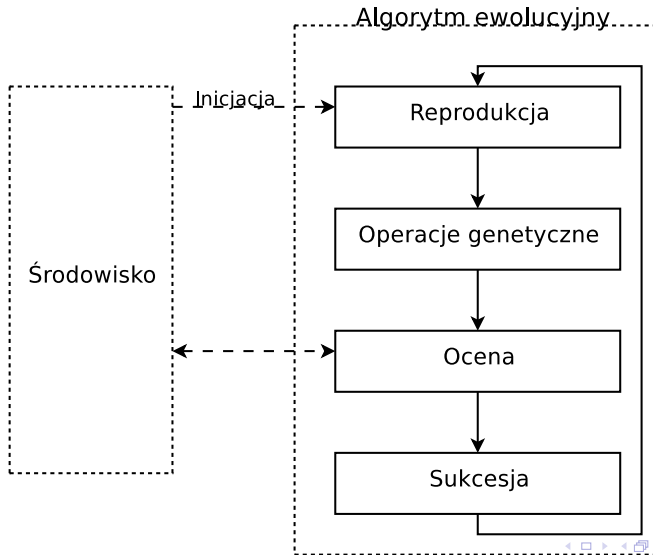 Algorytm ewolucyjny
Inicjacja
Reprodukcja
Operacje genetyczne
Środowisko
Ocena
Sukcesja